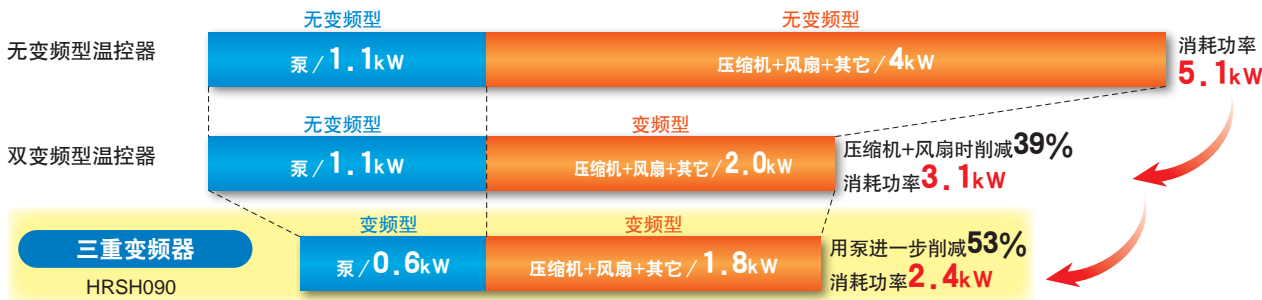 无变频型 无变频型
无变频型温控器 泵/1.1kW 压缩机+风扇+其它/4kW 消耗功率
5.1kW
无变频型 变频型
双变频型温控器 泵/1.1kW 压缩机+风扇+其它/2.0kW 压缩机+风扇时削减39%
消耗功率3.1kW
变频型 变频型
三重变频器 泵/0.6kW 压缩机+风扇+其它/1.8kW 用泵进一步削减53%
HRSH090 消耗功率2.4kW